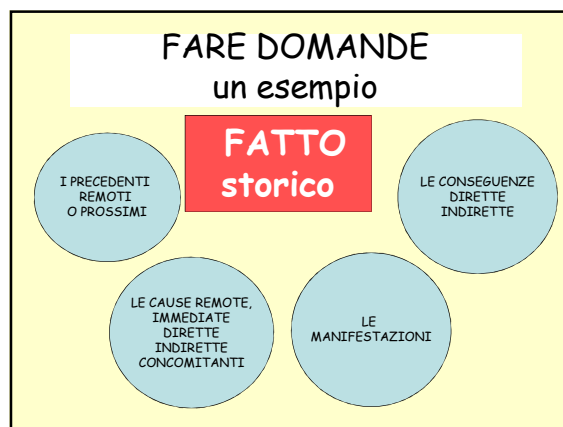 FARE DOMANDE
un esempio
FATTO
storico
I PRECEDENTI
REMOTI
O PROSSIMI
LE CAUSE REMOTE,
IMMEDIATE
DIRETTE
INDIRETTE
CONCOMITANTI
LE
MANIFESTAZIONI
LE CONSEGUENZE
DIRETTE
INDIRETTE